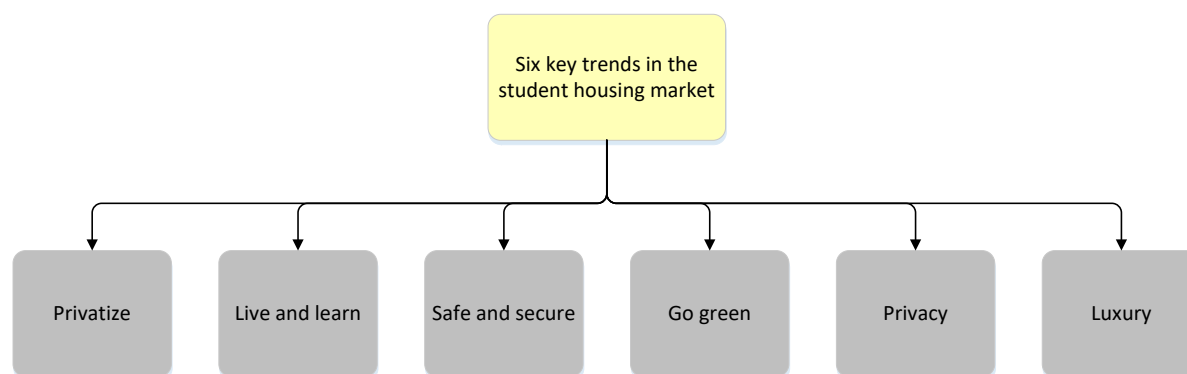 Six key trends in the
student housing market
Privatize
Live and learn
Safe and secure
Go green
Privacy
Luxury